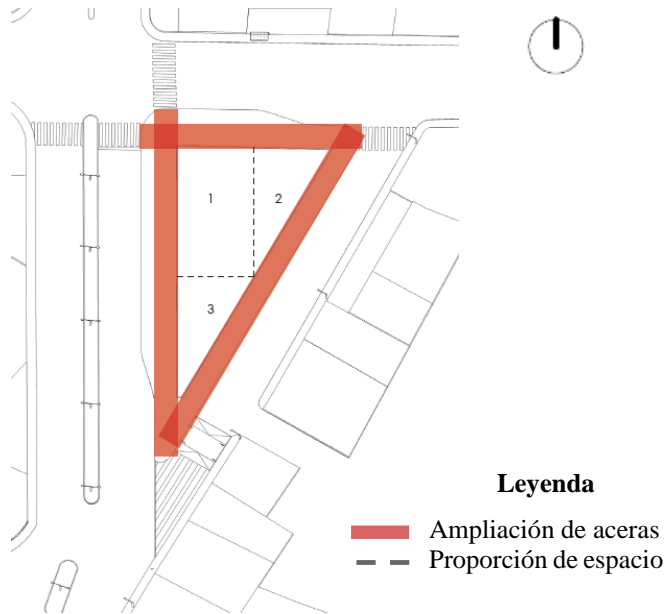 1
2
3
Leyenda
Ampliación de aceras
Proporción de espacio